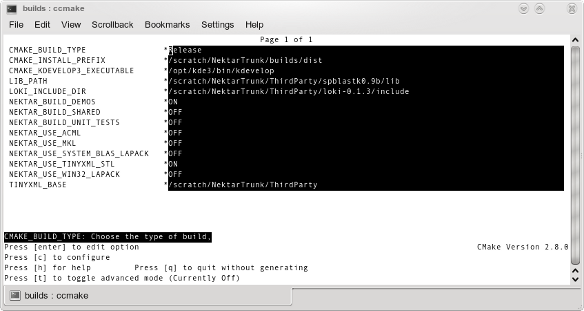 builds : ccmake
File Edit View Scrollback Bookmarks Settings Help
Page 1 of 1
CMAKE_BUILD_TYPE *Release
CMAKE_INSTALL_PREFIX */scratch/NektarTrunk/builds/dist
CMAKE_KDEVELOP3_EXECUTABLE */opt/kde3/bin/kdevelop
LIB_PATH */scratch/NektarTrunk/ThirdParty/spblastk0.9b/lib
LOKI_INCLUDE_DIR */scratch/NektarTrunk/ThirdParty/loki-0.1.3/include
NEKTAR_BUILD_DEMOS *ON
NEKTAR_BUILD_SHARED *OFF
NEKTAR_BUILD_UNIT_TESTS *OFF
NEKTAR_USE_ACML *OFF
NEKTAR_USE_MKL *OFF
NEKTAR_USE_SYSTEM_BLAS_LAPACK *OFF
NEKTAR_USE_TINYXML_STL *ON
NEKTAR_USE_WIN32_LAPACK *OFF
TINYXML_BASE */scratch/NektarTrunk/ThirdParty
CMAKE_BUILD_TYPE: Choose the type of build,
Press [enter] to edit option CMake Version 2.8.0
Press [c] to configure
Press [h] for help Press [q] to quit without generating
Press [t] to toggle advanced mode (Currently Off)
builds : ccmake